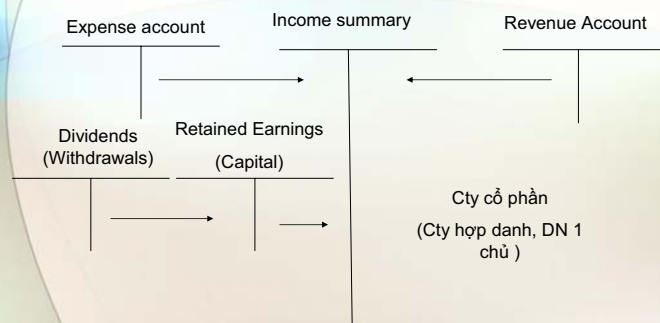 Expense account
Income summary
Revenue Account
Dividends
(Withdrawals)
Retained Earnings
(Capital)
Cty cổ phần
(Cty hợp danh, DN 1
chủ )